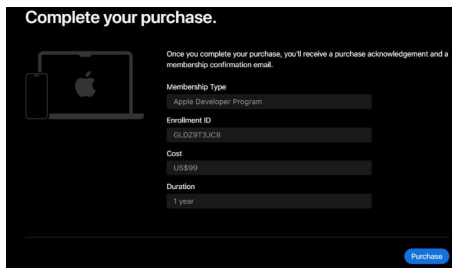 Complete your purchase.
Once you complete your purchase, you'll receive a purchase acknowledgement and a
membership confirmation email.
Membership Type
Apple Developer Program
Enrollment ID
GLDZ9T3JC8
Cost
US$99
Duration
1 year
Purchase